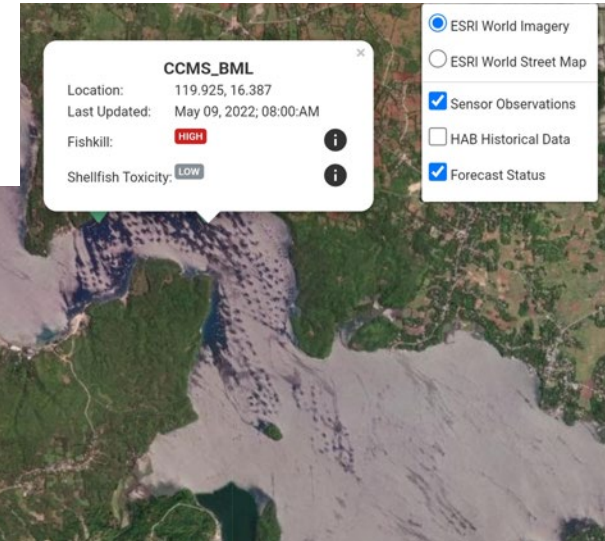 CCMS_BML
Location: 119.925, 16.387
Last Updated: May 09, 2022; 08:00:AM
Fishkill: HIGH
Shellfish Toxicity: LOW
ESRI World Imagery
ESRI World Street Map
Sensor Observations
HAB Historical Data
Forecast Status